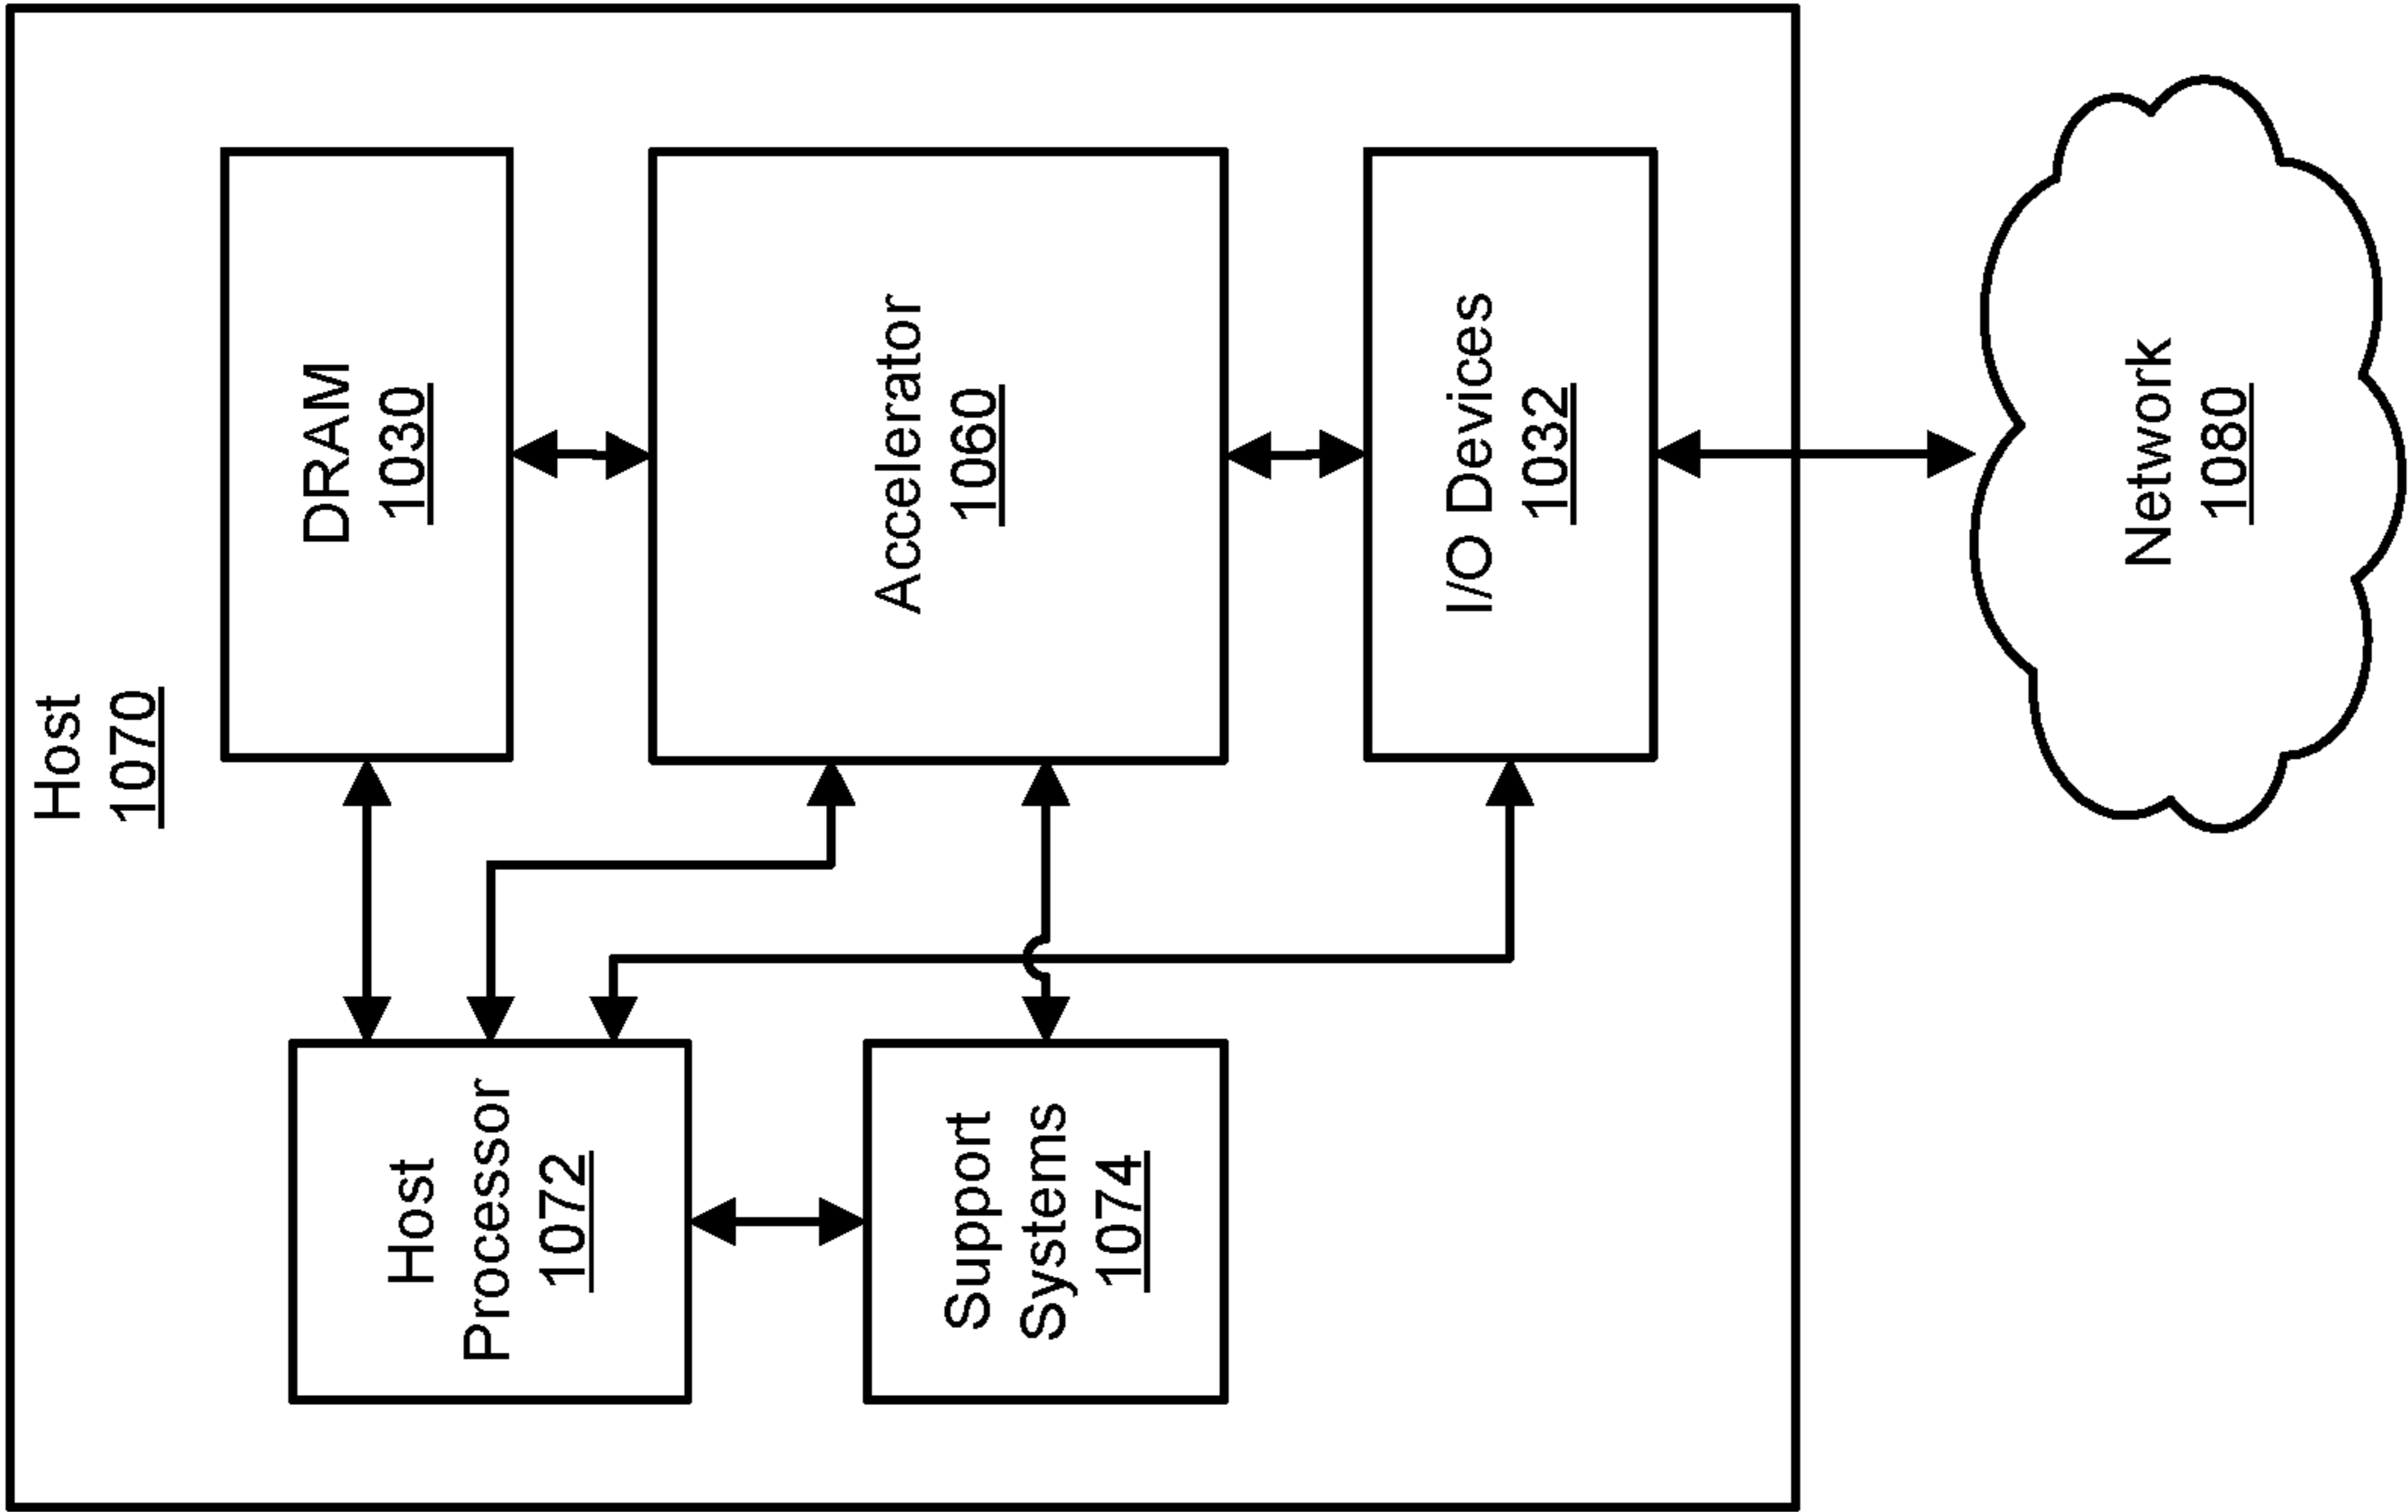 Host
1070
Host
Processor
1072
DRAM
1030
Support
Systems
1074
Accelerator
1060
I/O Devices
1032
Network
1080